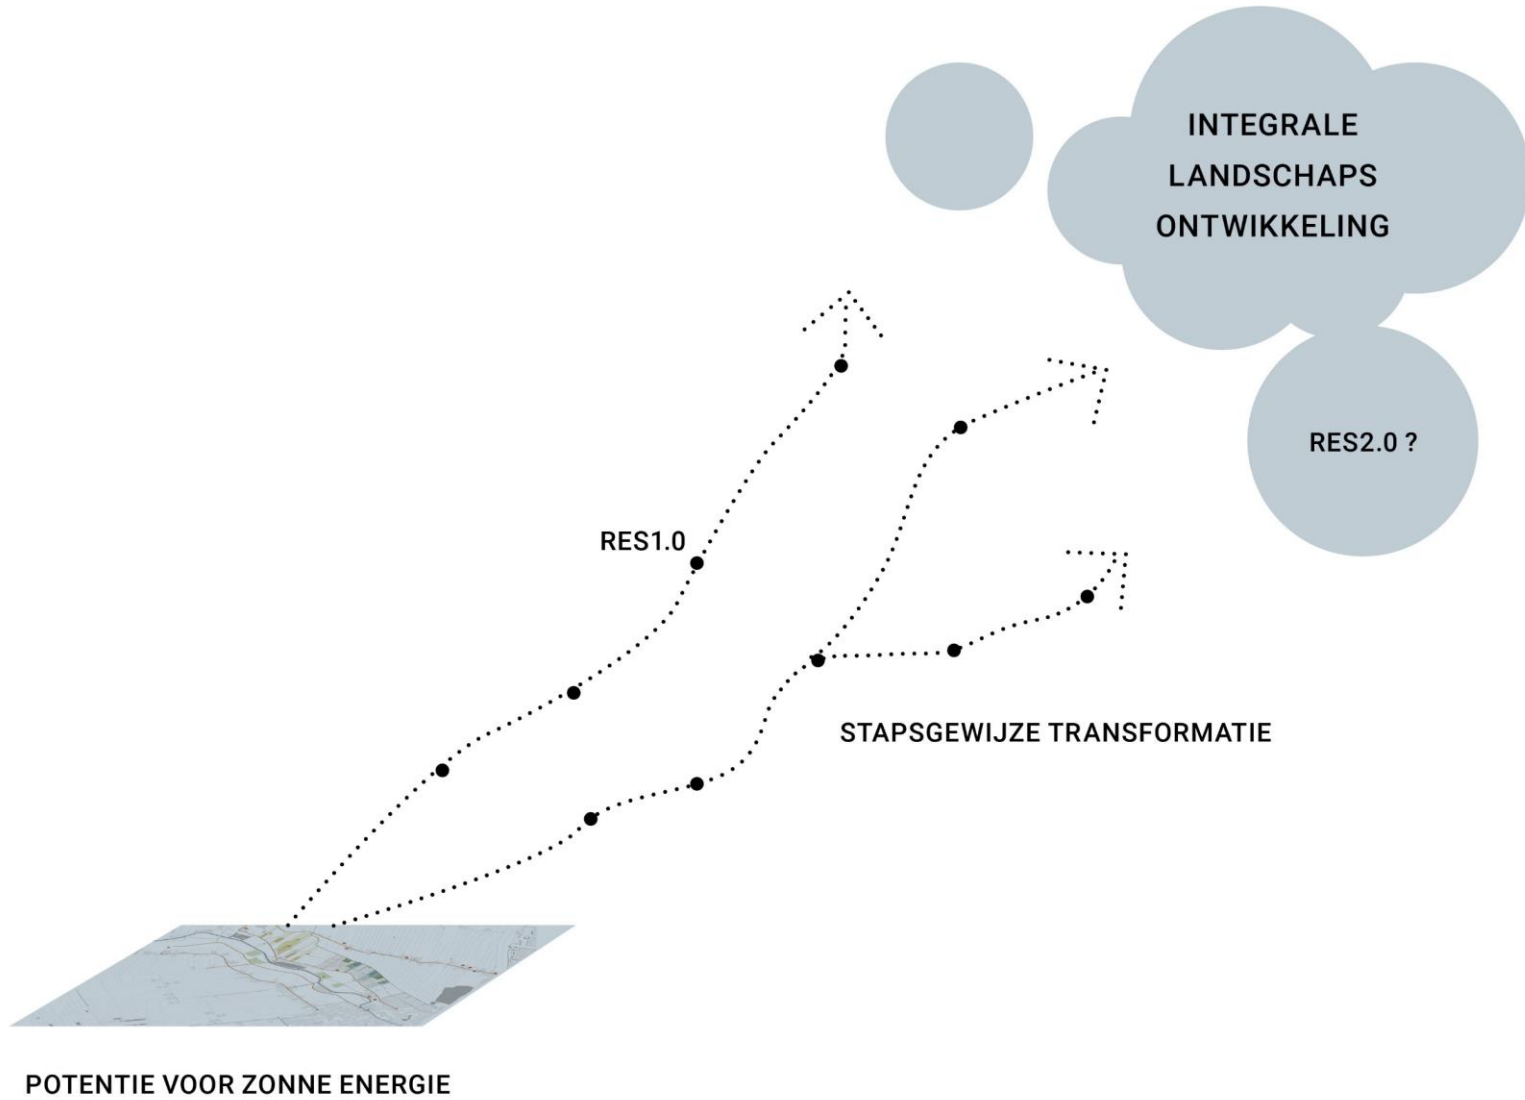 INTEGRALE
LANDSCHAPS
ONTWIKKELING
RES2.0 ?
RES1.0
STAPSGEWIJZE TRANSFORMATIE
POTENTIE VOOR ZONNE ENERGIE